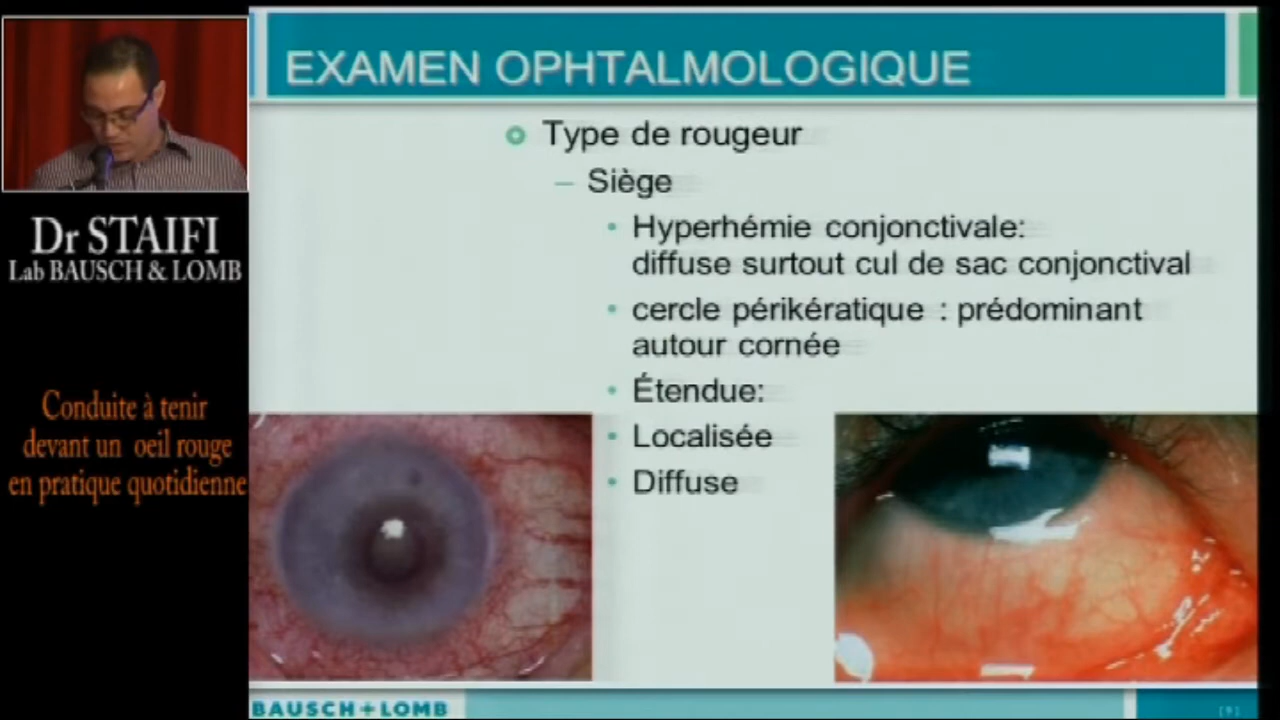 EXAMEN OPHTALMOLOGIQUE
Type de rougeur
– Siège
Hyperhémie conjonctivale:
diffuse surtout cul de sac conjonctival
cercle périkératique : prédominant
autour cornée
Étendue:
Localisée
Diffuse
Dr STAIFI
Lab BAUSCH & LOMB
Conduite à tenir
devant un oeil rouge
en pratique quotidienne
BAUSCH + LOMB